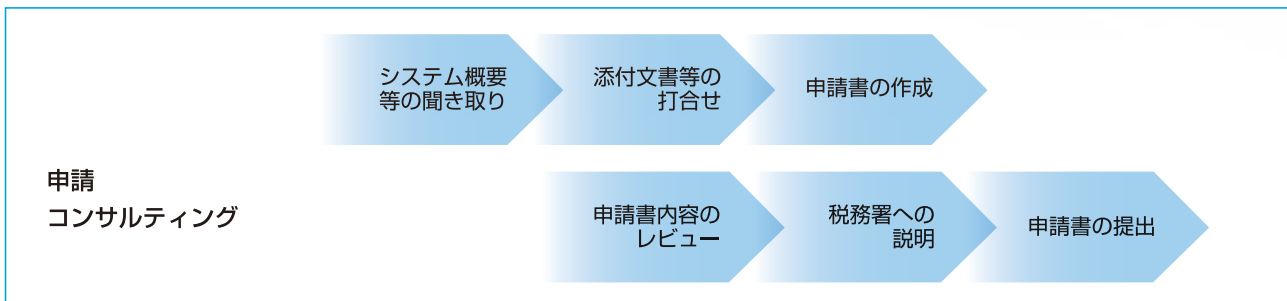 申請
コンサルティング
システム概要
等の聞き取り
添付文書等の
打合せ
申請書の作成
申請書内容の
レビュー
税務署への
説明
申請書の提出